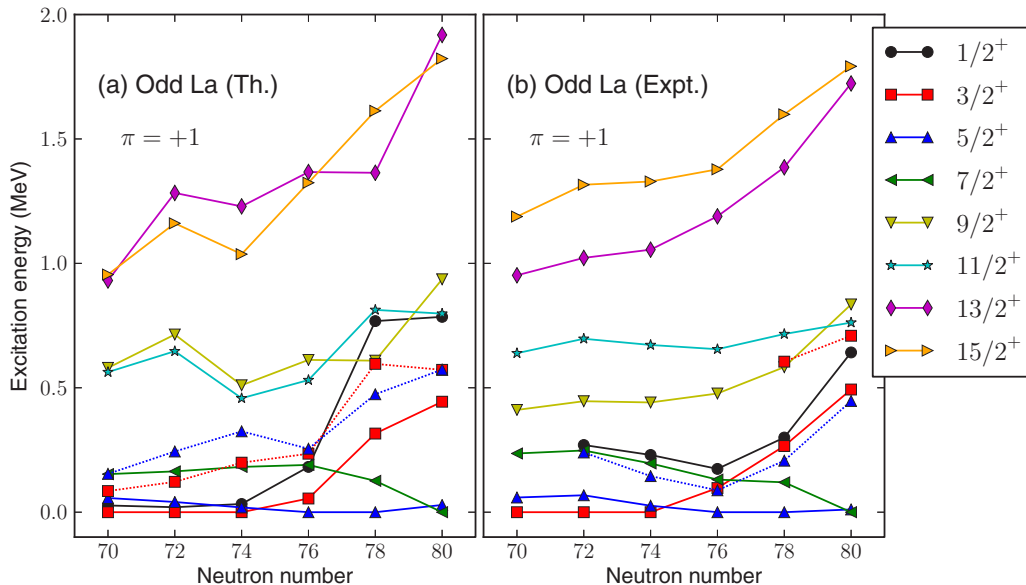 2.0
1.5
1.0
0.5
0.0
Excitation energy (MeV)
(a) Odd La (Th.)
π = +1
70 72 74 76 78 80
Neutron number
(b) Odd La (Expt.)
π = +1
70 72 74 76 78 80
Neutron number
1/2⁺
3/2⁺
5/2⁺
7/2⁺
9/2⁺
11/2⁺
13/2⁺
15/2⁺